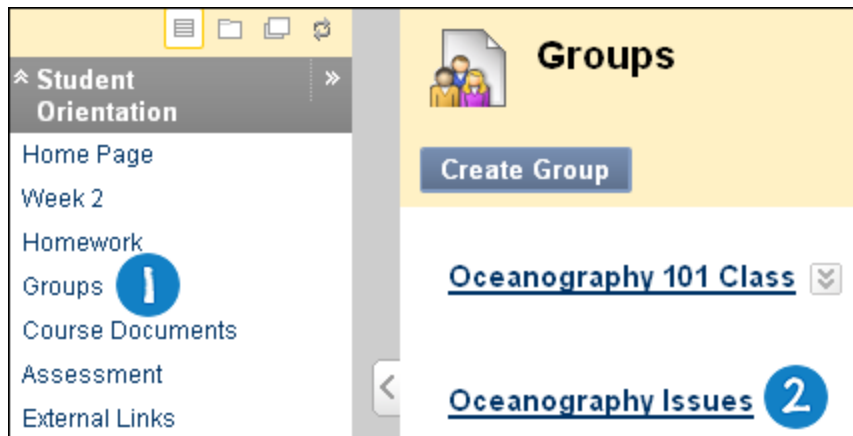 Student
Orientation
Home Page
Week 2
Homework
Groups 1
Course Documents
Assessment
External Links
Groups
Create Group
Oceanography 101 Class
Oceanography Issues 2